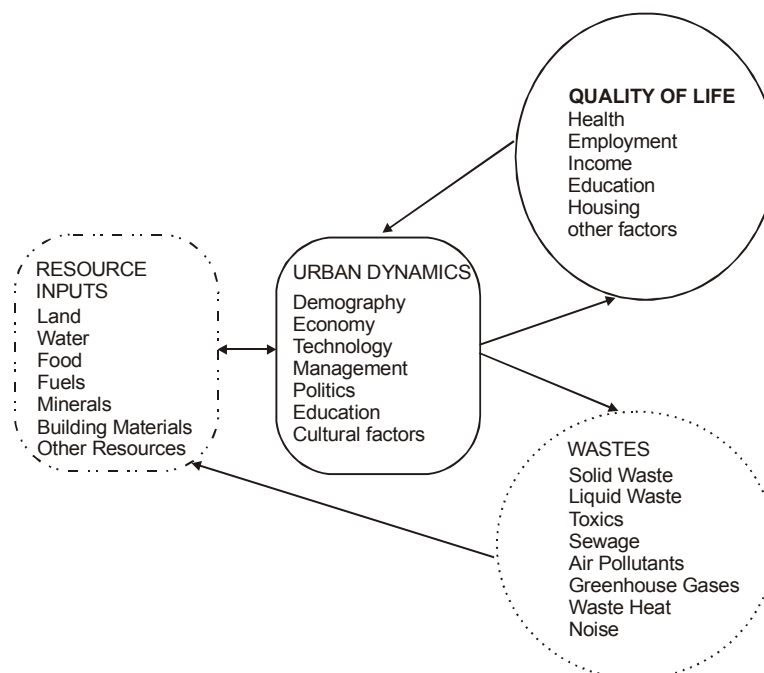 QUALITY OF LIFE
Health
Employment
Income
Education
Housing
other factors
RESOURCE
INPUTS
Land
Water
Food
Fuels
Minerals
Building Materials
Other Resources
URBAN DYNAMICS
Demography
Economy
Technology
Management
Politics
Education
Cultural factors
WASTES
Solid Waste
Liquid Waste
Toxics
Sewage
Air Pollutants
Greenhouse Gases
Waste Heat
Noise